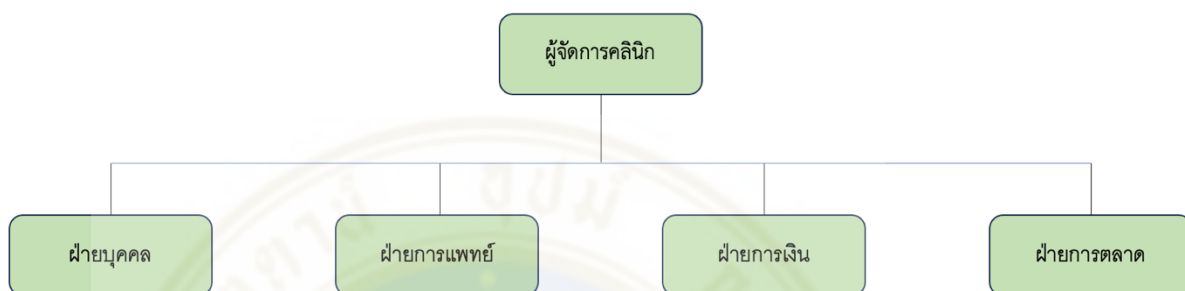 ผู้จัดการคลินิก
ฝ่ายบุคคล
ฝ่ายการแพทย์
ฝ่ายการเงิน
ฝ่ายการตลาด